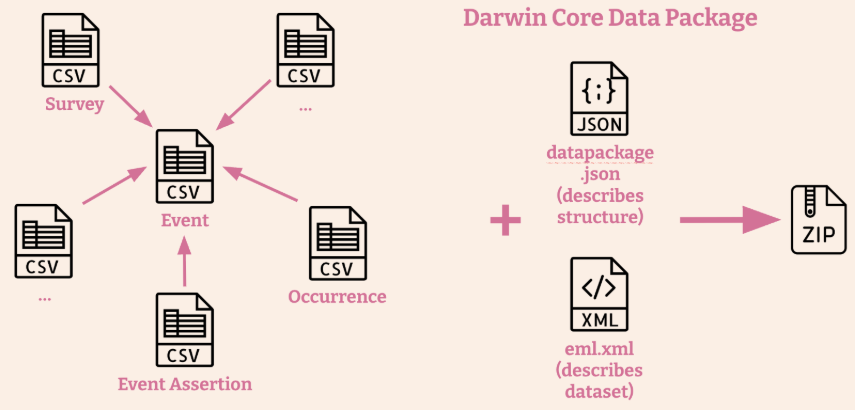 Darwin Core Data Package
CSV
Survey
CSV
...
CSV
Event
CSV
...
CSV
Occurrence
CSV
Event Assertion
+
{;}
JSON
datapackage
.json
(describes
structure)
</>
XML
eml.xml
(describes
dataset)
ZIP